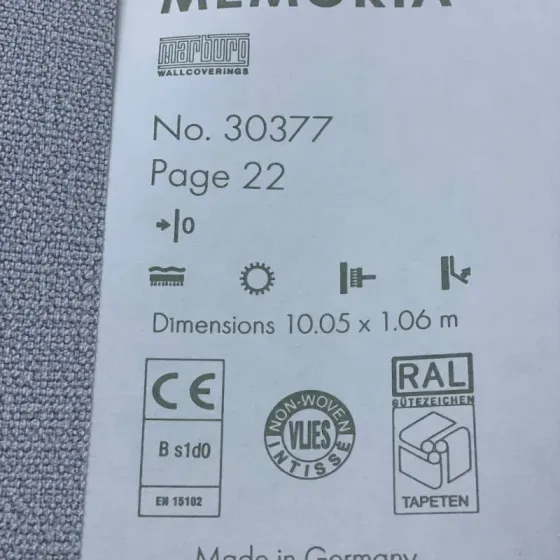 MEMORIA
marburg
WALLCOVERINGS
No. 30377
Page 22
0
Dimensions 10.05 x 1.06 m
CE
B s1d0
EN 15102
NON-WOVEN
VLIES
INTISSE
RAL
GÜTEZEICHEN
TAPETEN
Made in Germany